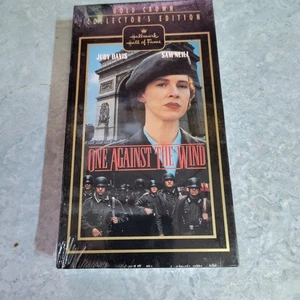 GOLD CROWN
COLLECTOR'S EDITION
Hallmark
Hall of Fame
JUDY DAVIS SAM NEILL
ONE AGAINST THE WIND